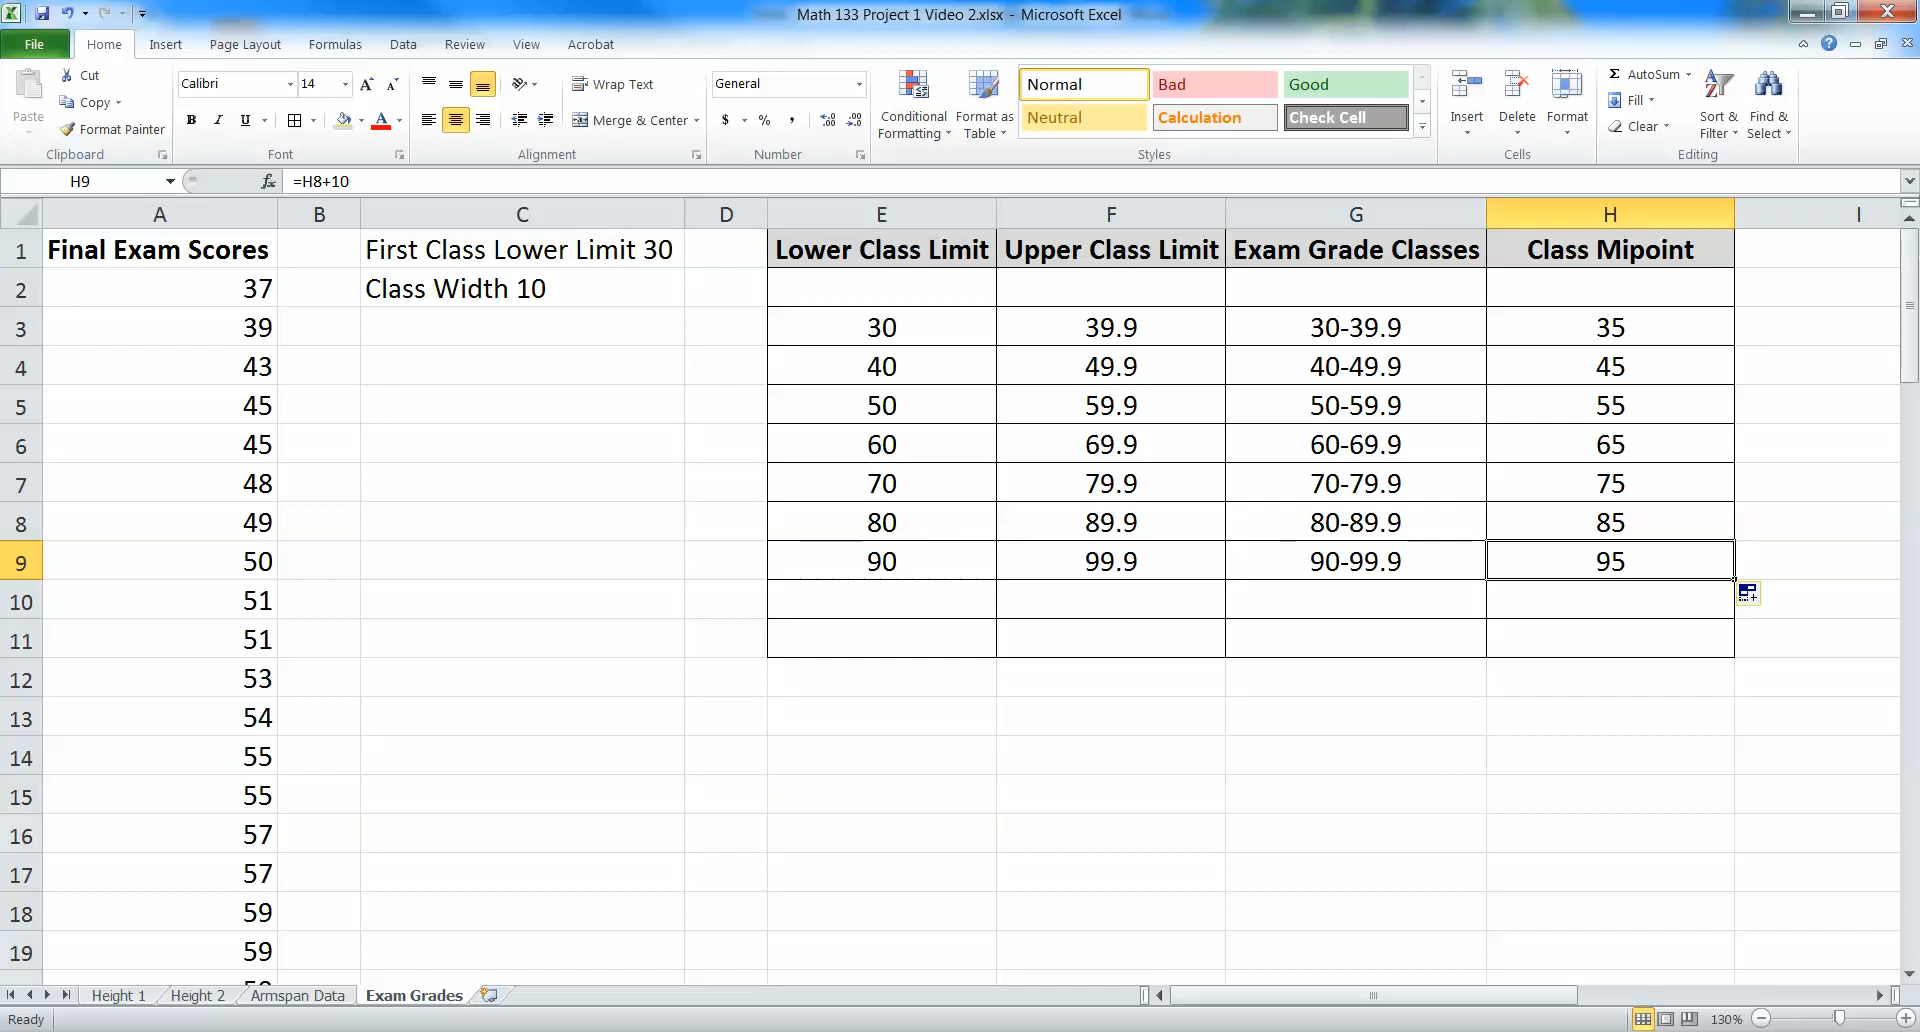 Math 133 Project 1 Video 2.xlsx - Microsoft Excel
File Home Insert Page Layout Formulas Data Review View Acrobat
Paste
Cut
Copy
Format Painter
Clipboard
Calibri 14
B I U
Font
Wrap Text
Merge & Center
Alignment
General
$ % ,
Number
Conditional Formatting
Format as Table
Normal Bad Good
Neutral Calculation Check Cell
Styles
Insert Delete Format
Cells
AutoSum
Fill
Clear
Sort & Filter
Find & Select
Editing
H9 fx =H8+10
A B C D E F G H I
1 Final Exam Scores First Class Lower Limit 30 Lower Class Limit Upper Class Limit Exam Grade Classes Class Mipoint
2 37 Class Width 10
3 39 30 39.9 30-39.9 35
4 43 40 49.9 40-49.9 45
5 45 50 59.9 50-59.9 55
6 45 60 69.9 60-69.9 65
7 48 70 79.9 70-79.9 75
8 49 80 89.9 80-89.9 85
9 50 90 99.9 90-99.9 95
10 51
11 51
12 53
13 54
14 55
15 55
16 57
17 57
18 59
19 59
Height 1 Height 2 Armspan Data Exam Grades
Ready 130%